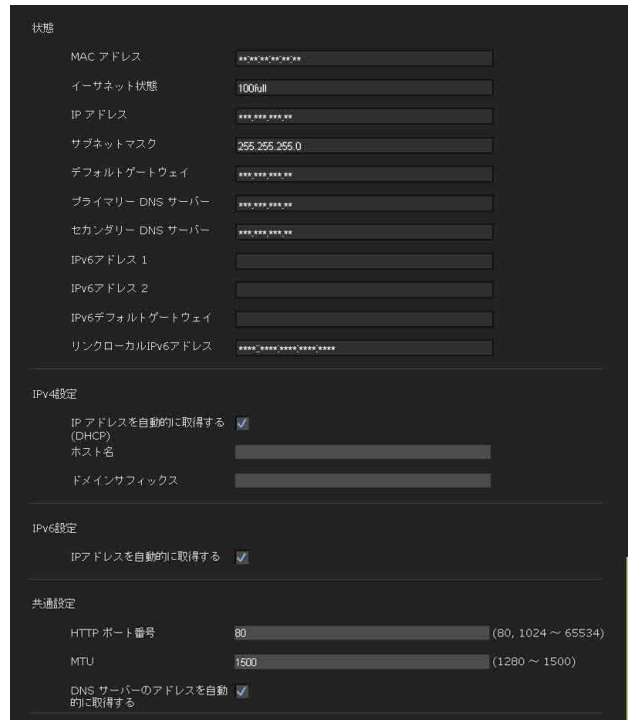 状態
MAC アドレス **:**:**:**:**:**
イーサネット状態 100full
IP アドレス ***.***.***.**
サブネットマスク 255.255.255.0
デフォルトゲートウェイ ***.***.***.**
プライマリー DNS サーバー ***.***.***.**
セカンダリー DNS サーバー ***.***.***.**
IPv6アドレス 1
IPv6アドレス 2
IPv6デフォルトゲートウェイ
リンクローカルIPv6アドレス ****::****:****:****:****
IPv4設定
IP アドレスを自動的に取得する
(DHCP)
ホスト名
ドメインサフィックス
IPv6設定
IPアドレスを自動的に取得する
共通設定
HTTP ポート番号 80 (80, 1024 ~ 65534)
MTU 1500 (1280 ~ 1500)
DNS サーバーのアドレスを自動
的に取得する